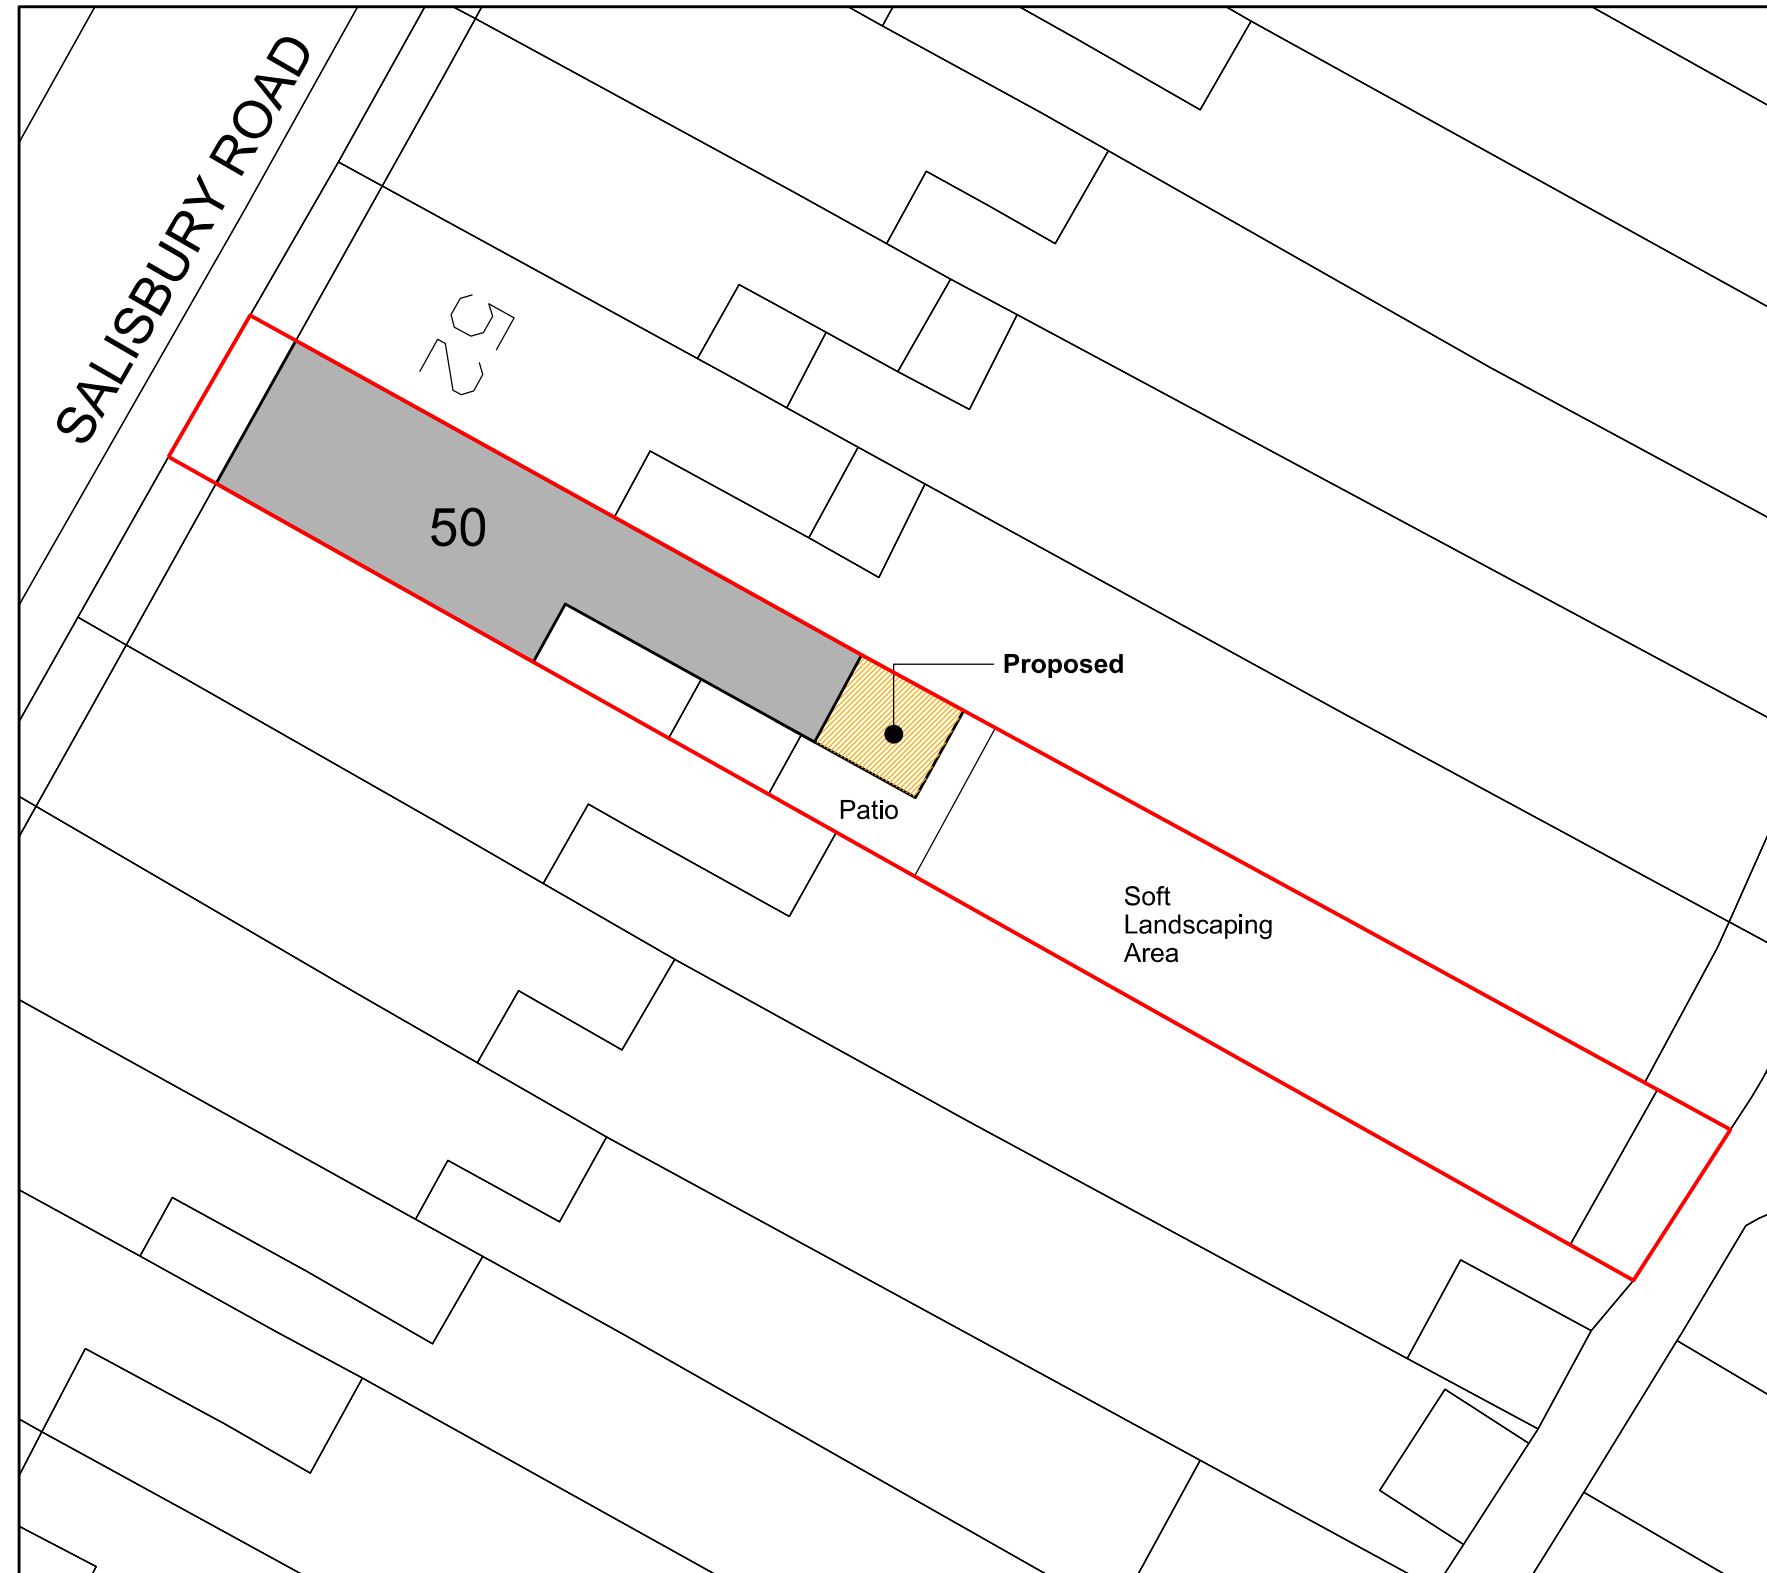 SALISBURY ROAD
52
50
Proposed
Patio
Soft
Landscaping
Area